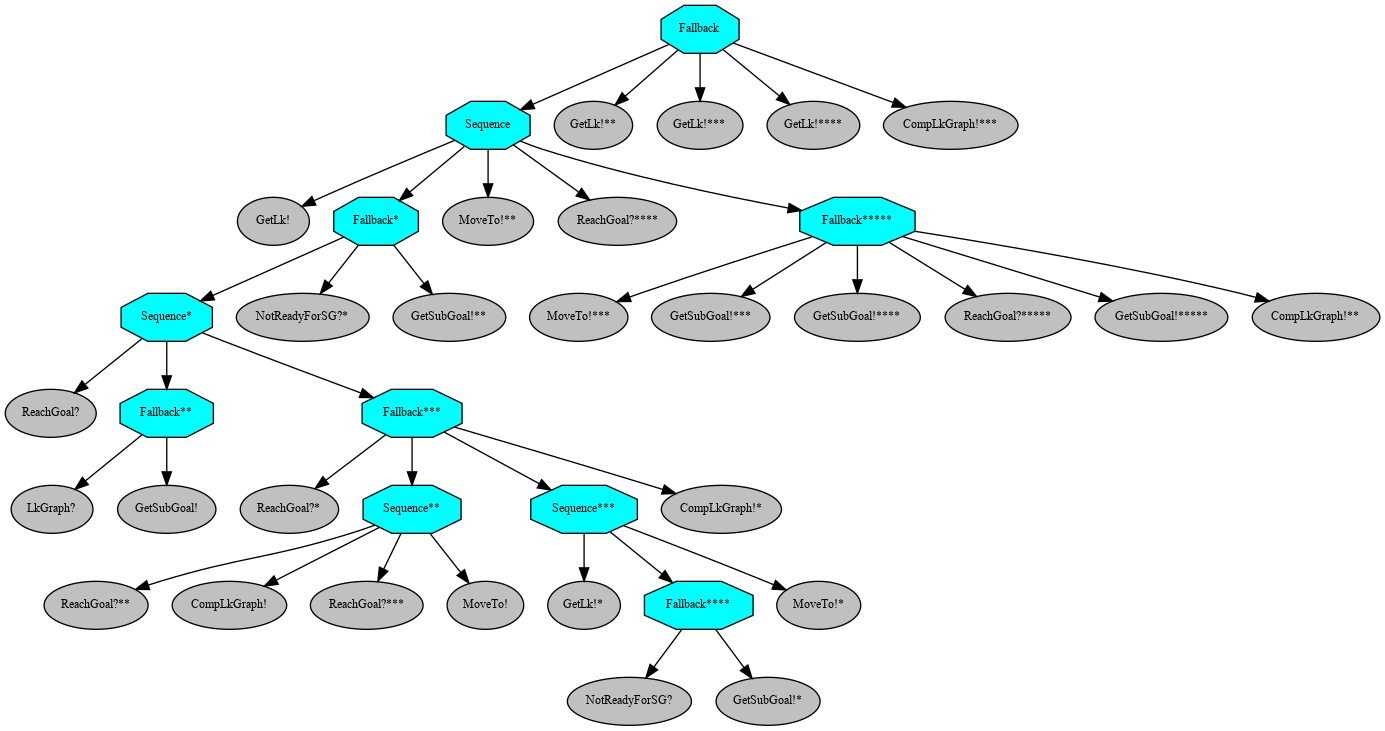 Fallback
Sequence
GetLk!**
GetLk!***
GetLk!****
CompLkGraph!***
GetLk!
Fallback*
MoveTo!**
ReachGoal?****
Fallback*****
Sequence*
NotReadyForSG?*
GetSubGoal!**
MoveTo!***
GetSubGoal!***
GetSubGoal!****
ReachGoal?*****
GetSubGoal!*****
CompLkGraph!**
ReachGoal?
Fallback**
Fallback***
LkGraph?
GetSubGoal!
ReachGoal?*
Sequence**
Sequence***
CompLkGraph!*
ReachGoal?**
CompLkGraph!
ReachGoal?***
MoveTo!
GetLk!*
Fallback****
MoveTo!*
NotReadyForSG?
GetSubGoal!*